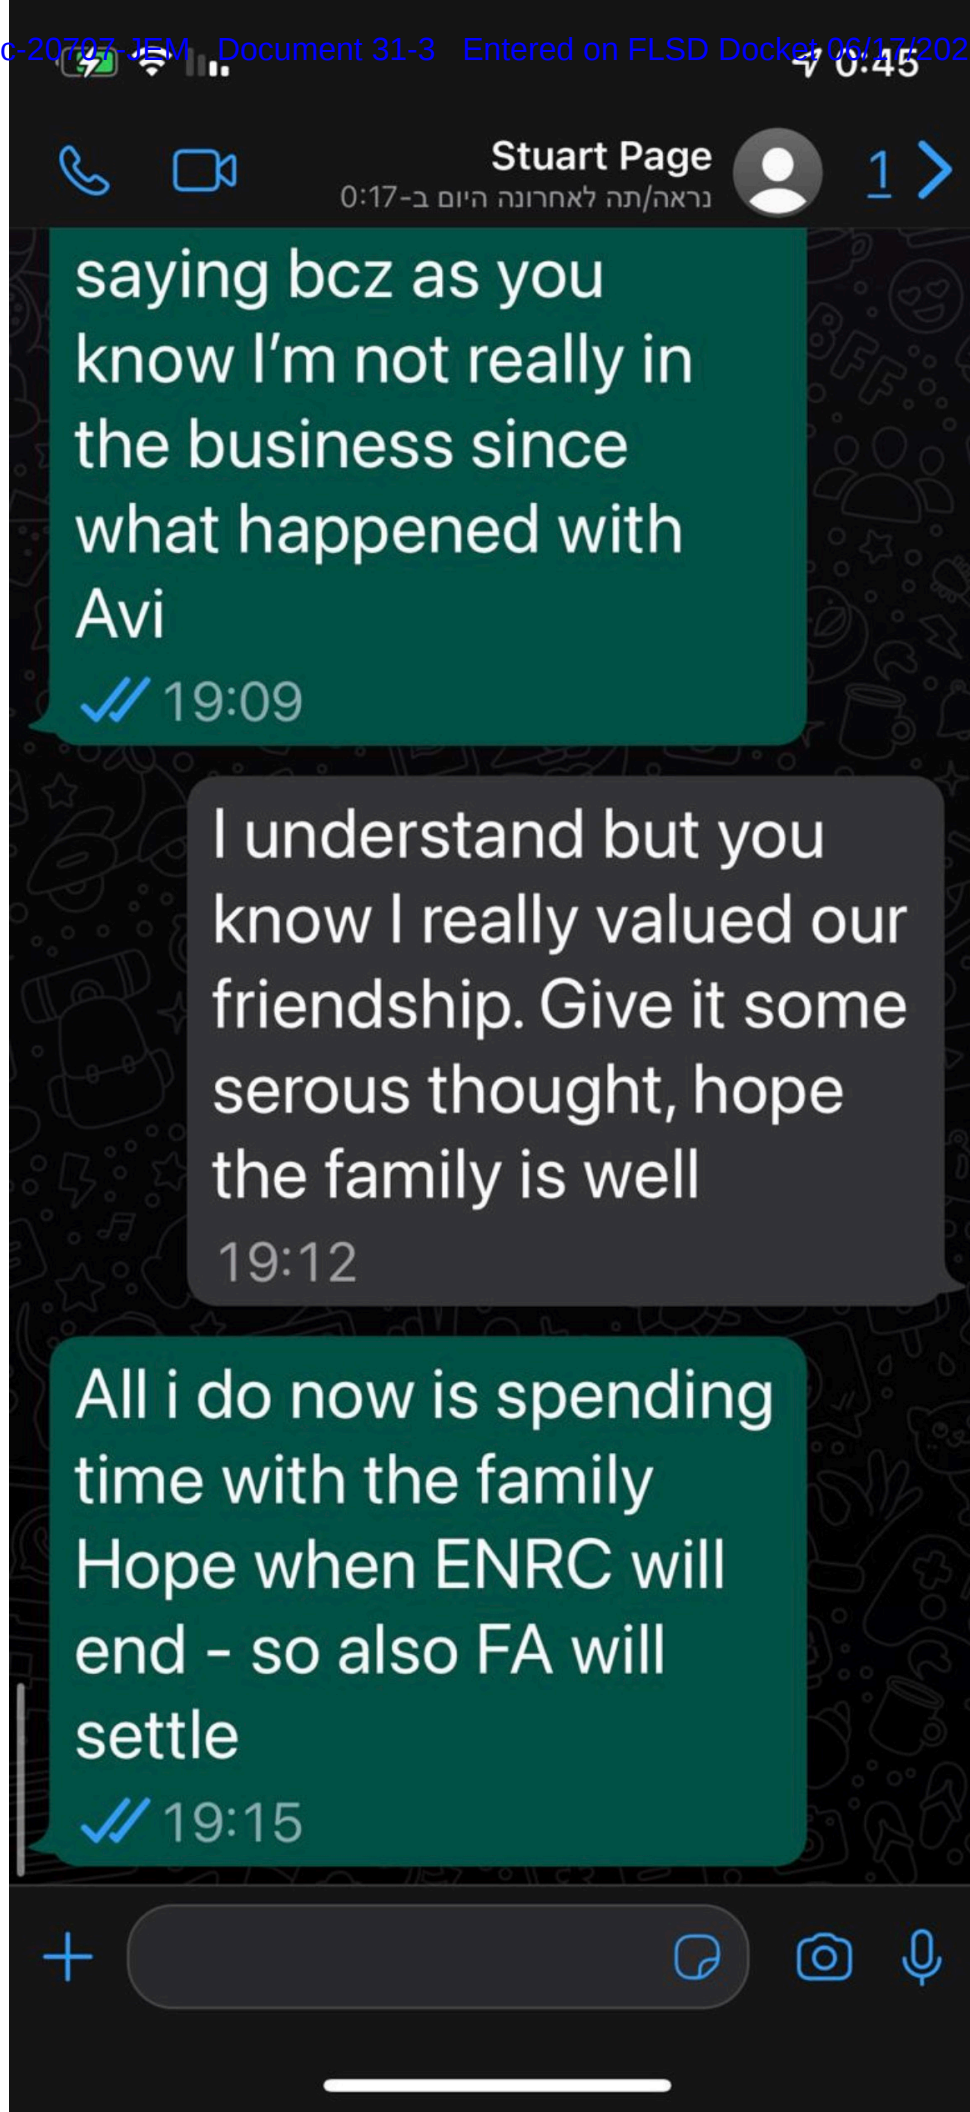 c-20707-JEM Document 31-3 Entered on FLSD Docket 06/17/202
0:45
Stuart Page
נראה/תה לאחרונה היום ב-0:17
1
saying bcz as you
know I'm not really in
the business since
what happened with
Avi
19:09
I understand but you
know I really valued our
friendship. Give it some
serous thought, hope
the family is well
19:12
All i do now is spending
time with the family
Hope when ENRC will
end - so also FA will
settle
19:15